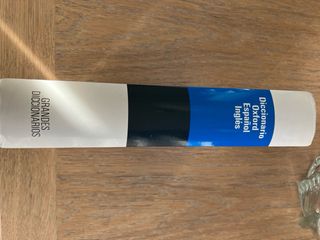 GRANDES
DICCIONARIOS
Diccionario
Oxford
Español
Inglés